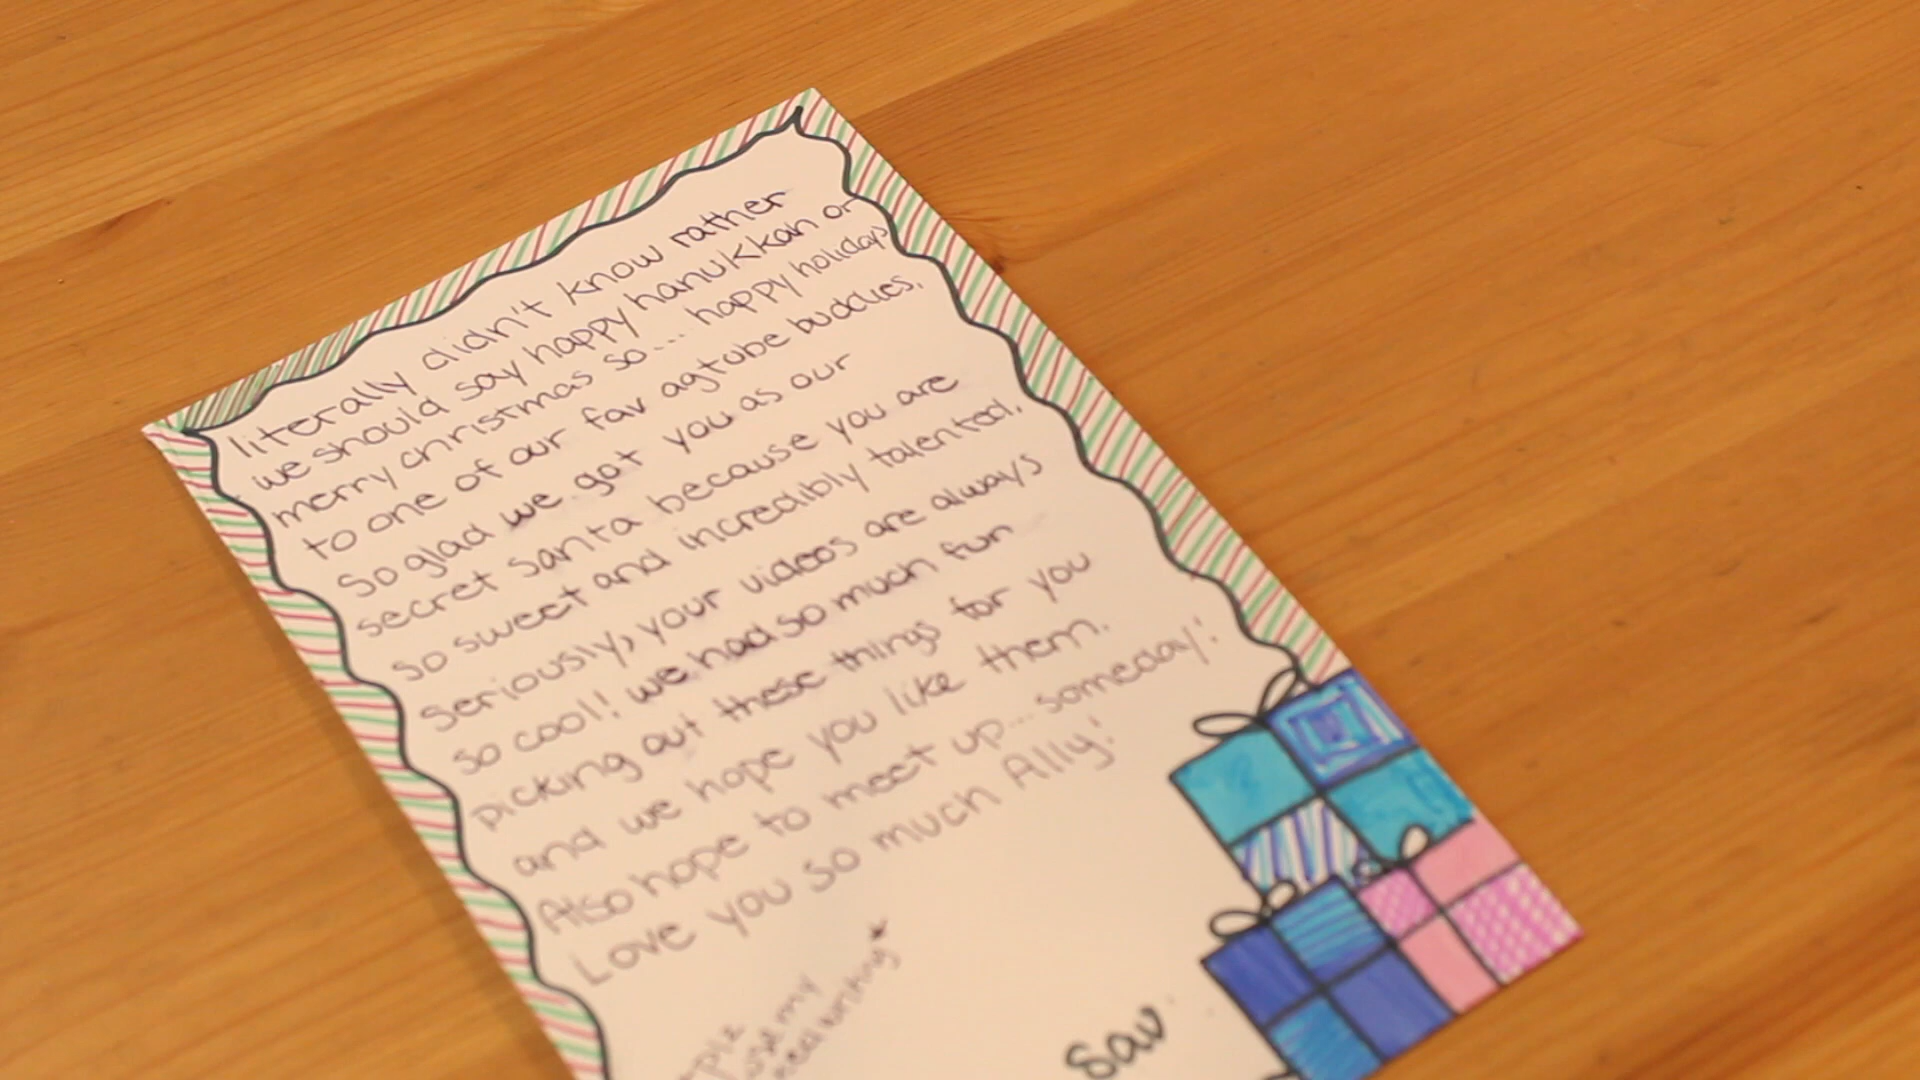 literally didn't know rather
we should say happy hanukkah or
merry christmas so... happy holidays
to one of our fav agtube buddies.
So glad we got you as our
secret santa because you are
so sweet and incredibly talented.
Seriously, your videos are always
so cool! we had so much fun
picking out these things for you
and we hope you like them.
Also hope to meet up... someday!
Love you so much Ally!
my
Sav